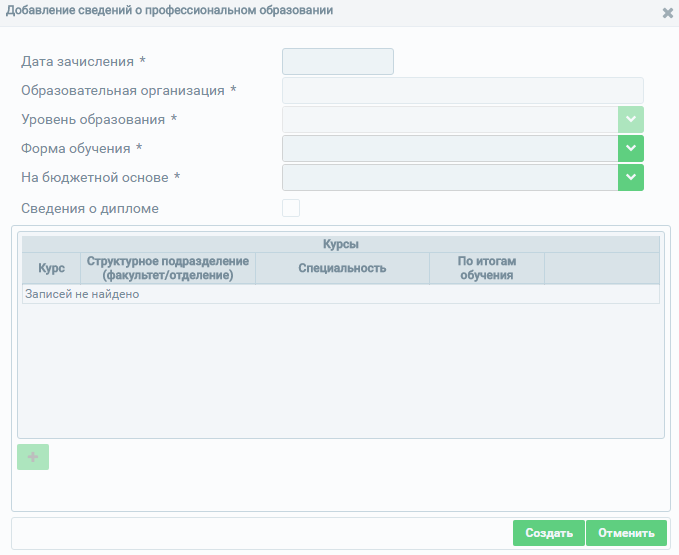 Добавление сведений о профессиональном образовании
Дата зачисления *
Образовательная организация *
Уровень образования *
Форма обучения *
На бюджетной основе *
Сведения о дипломе
Курсы
Курс
Структурное подразделение
(факультет/отделение)
Специальность
По итогам
обучения
Записей не найдено
Создать
Отменить